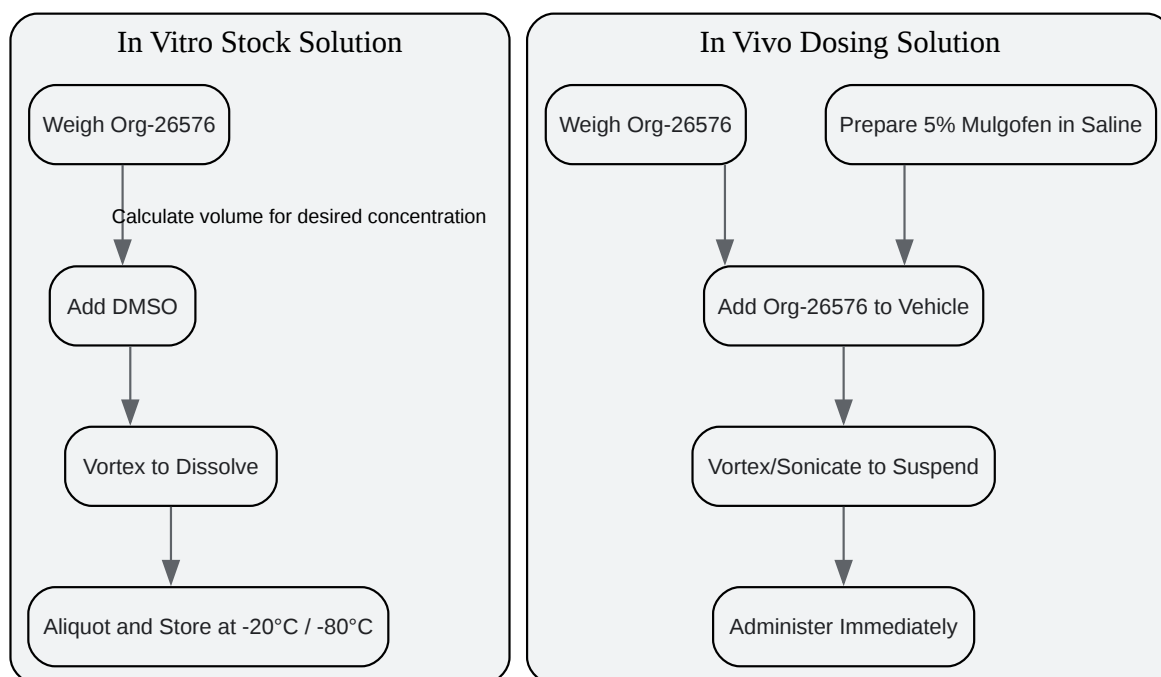 In Vitro Stock Solution
Weigh Org-26576
Calculate volume for desired concentration
Add DMSO
Vortex to Dissolve
Aliquot and Store at -20°C / -80°C
In Vivo Dosing Solution
Weigh Org-26576
Prepare 5% Mulgofen in Saline
Add Org-26576 to Vehicle
Vortex/Sonicate to Suspend
Administer Immediately